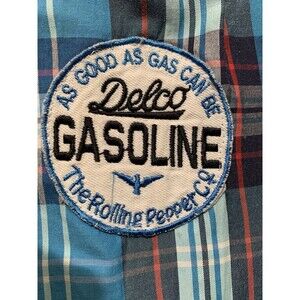 AS GOOD AS GAS CAN BE
Delco
GASOLINE
The Rolling Pepper Co